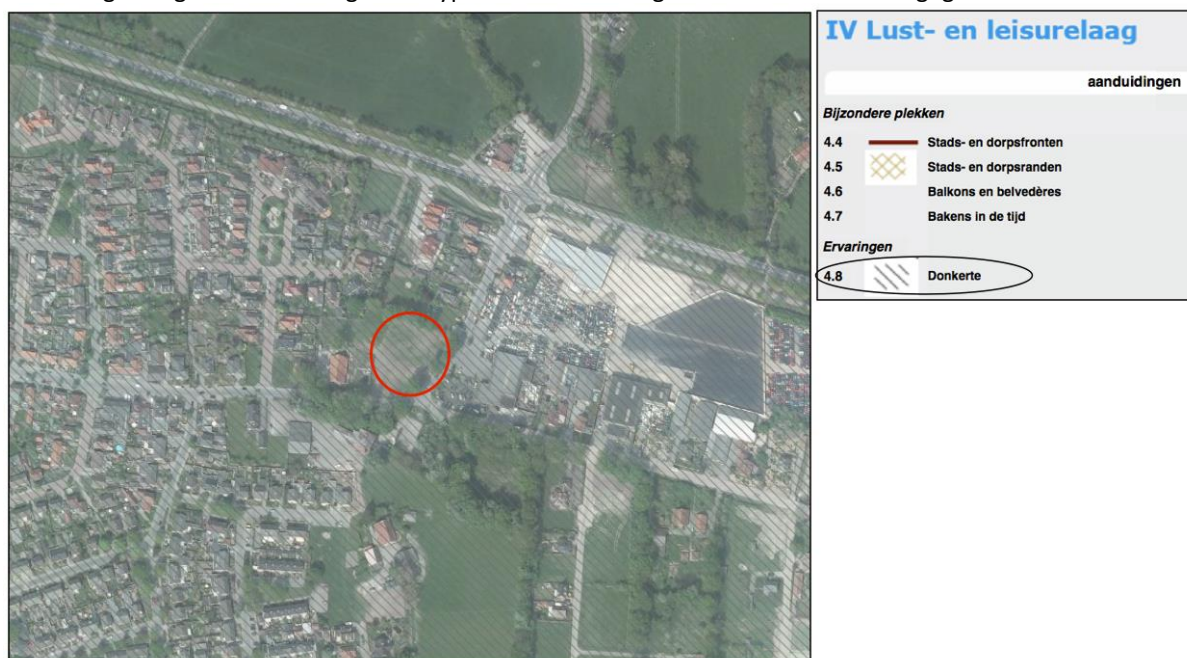 IV Lust- en leisurelaag
aanduidingen
Bijzondere plekken
4.4 Stads- en dorpsfronten
4.5 Stads- en dorpsranden
4.6 Balkons en belvedères
4.7 Bakens in de tijd
Ervaringen
4.8 Donkerte